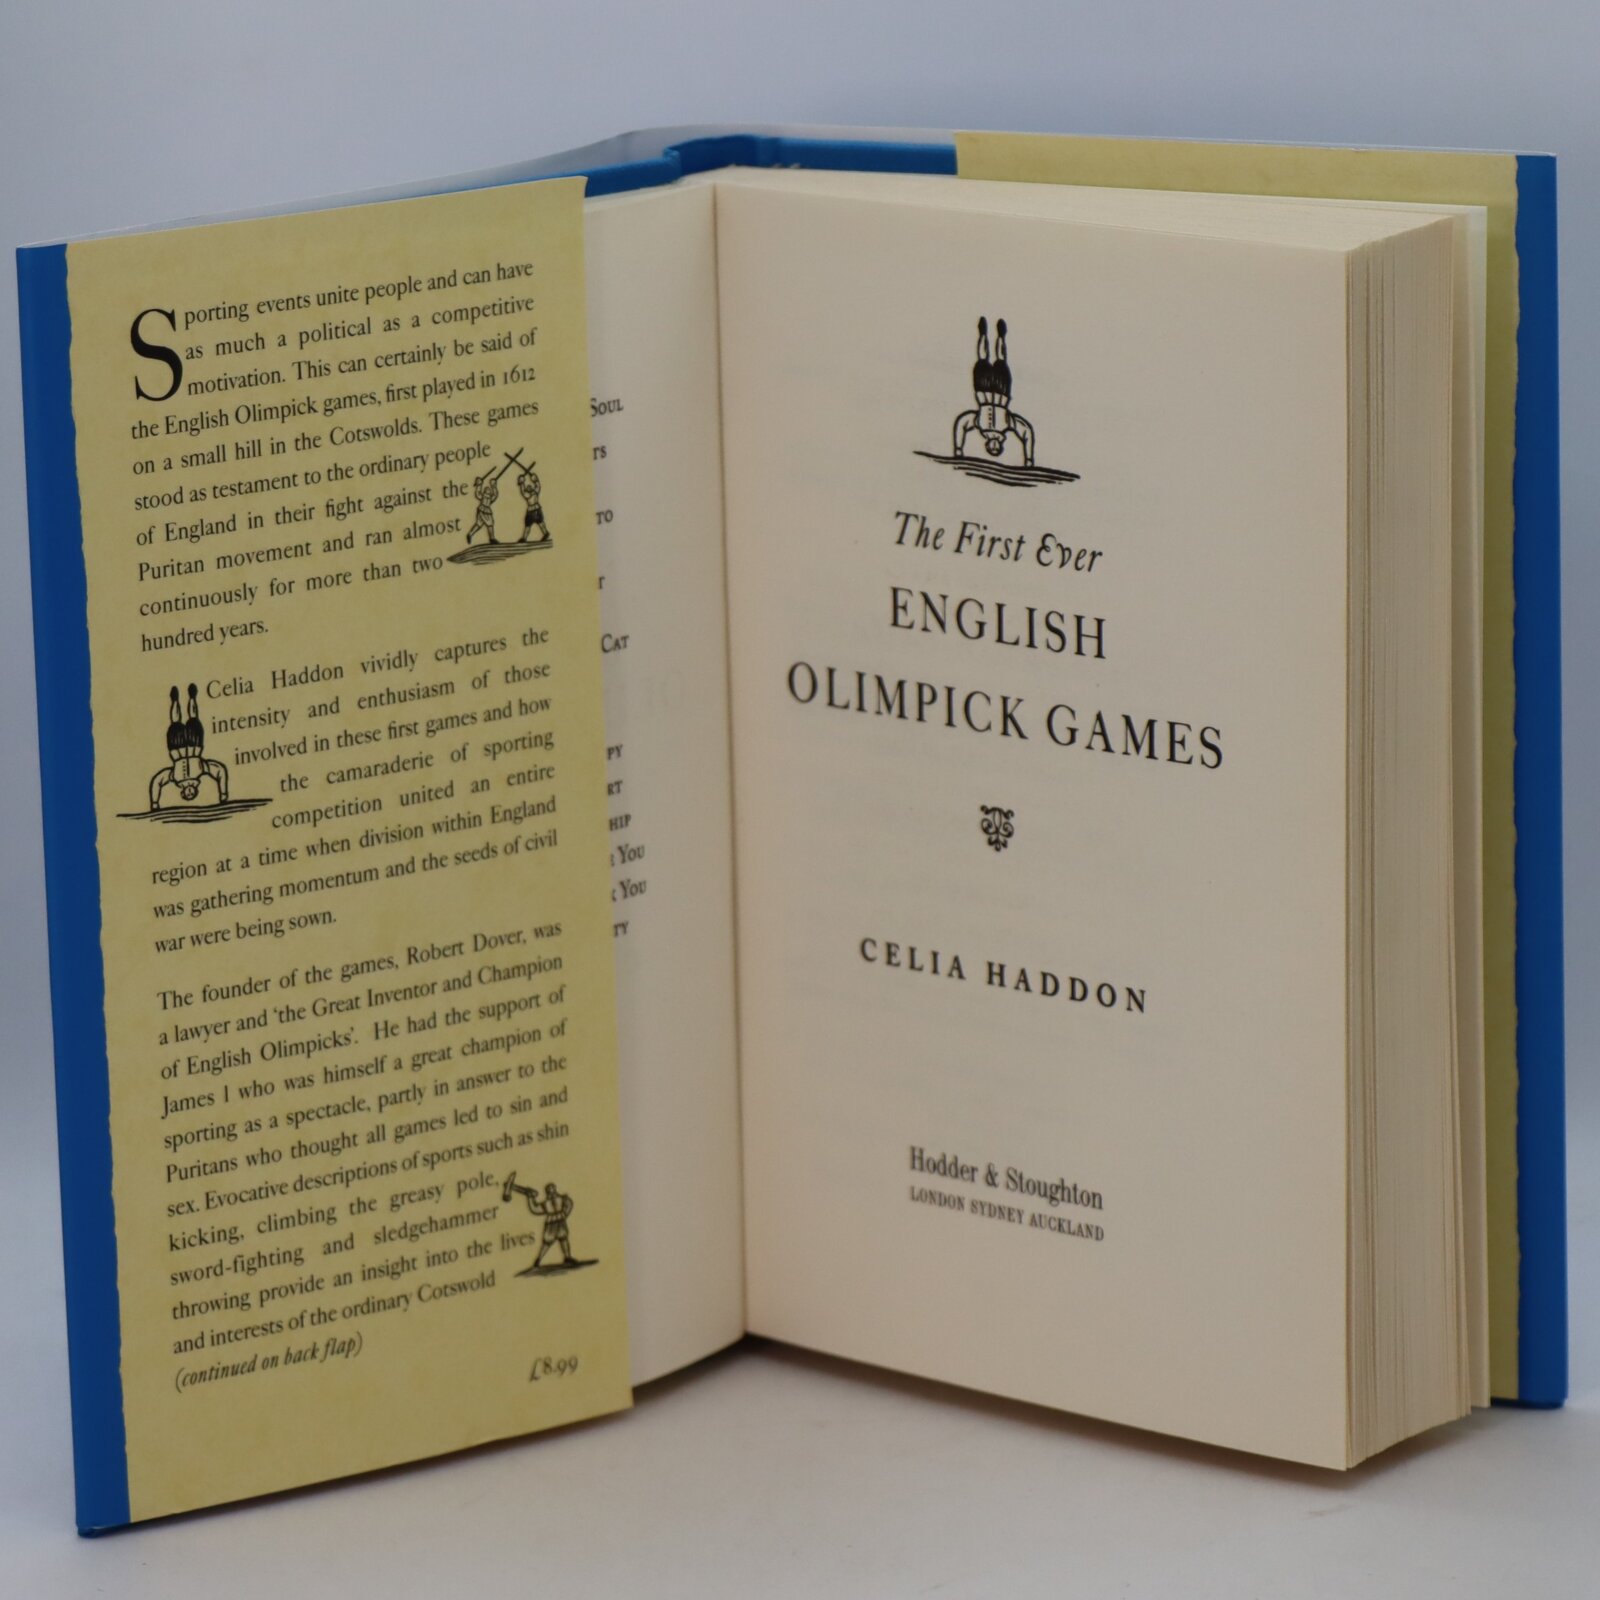 Sporting events unite people and can have
as much a political as a competitive
motivation. This can certainly be said of
the English Olimpick games, first played in 1612
on a small hill in the Cotswolds. These games
stood as testament to the ordinary people
of England in their fight against the
Puritan movement and ran almost
continuously for more than two
hundred years.
Celia Haddon vividly captures the
intensity and enthusiasm of those
involved in these first games and how
the camaraderie of sporting
competition united an entire
region at a time when division within England
was gathering momentum and the seeds of civil
war were being sown.
The founder of the games, Robert Dover, was
a lawyer and 'the Great Inventor and Champion
of English Olimpicks'. He had the support of
James I who was himself a great champion of
sporting as a spectacle, partly in answer to the
Puritans who thought all games led to sin and
sex. Evocative descriptions of sports such as shin
kicking, climbing the greasy pole,
sword-fighting and sledgehammer
throwing provide an insight into the lives
and interests of the ordinary Cotswold
(continued on back flap)
£8.99
Soul
TO
Cat
You
You
The First Ever
ENGLISH
OLIMPICK GAMES
CELIA HADDON
Hodder & Stoughton
LONDON SYDNEY AUCKLAND